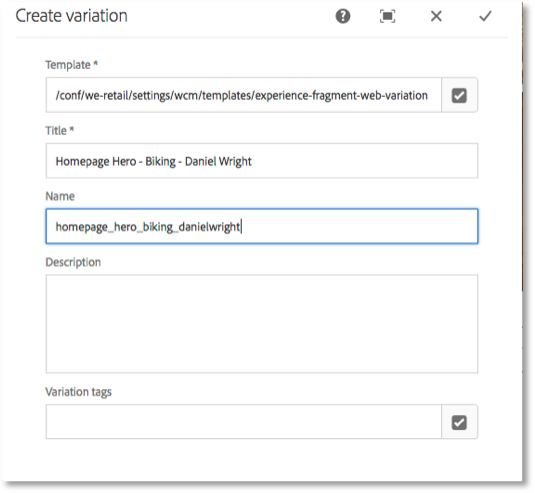 Create variation
Template *
/conf/we-retail/settings/wcm/templates/experience-fragment-web-variation
Title *
Homepage Hero - Biking - Daniel Wright
Name
homepage_hero_biking_danielwright
Description
Variation tags